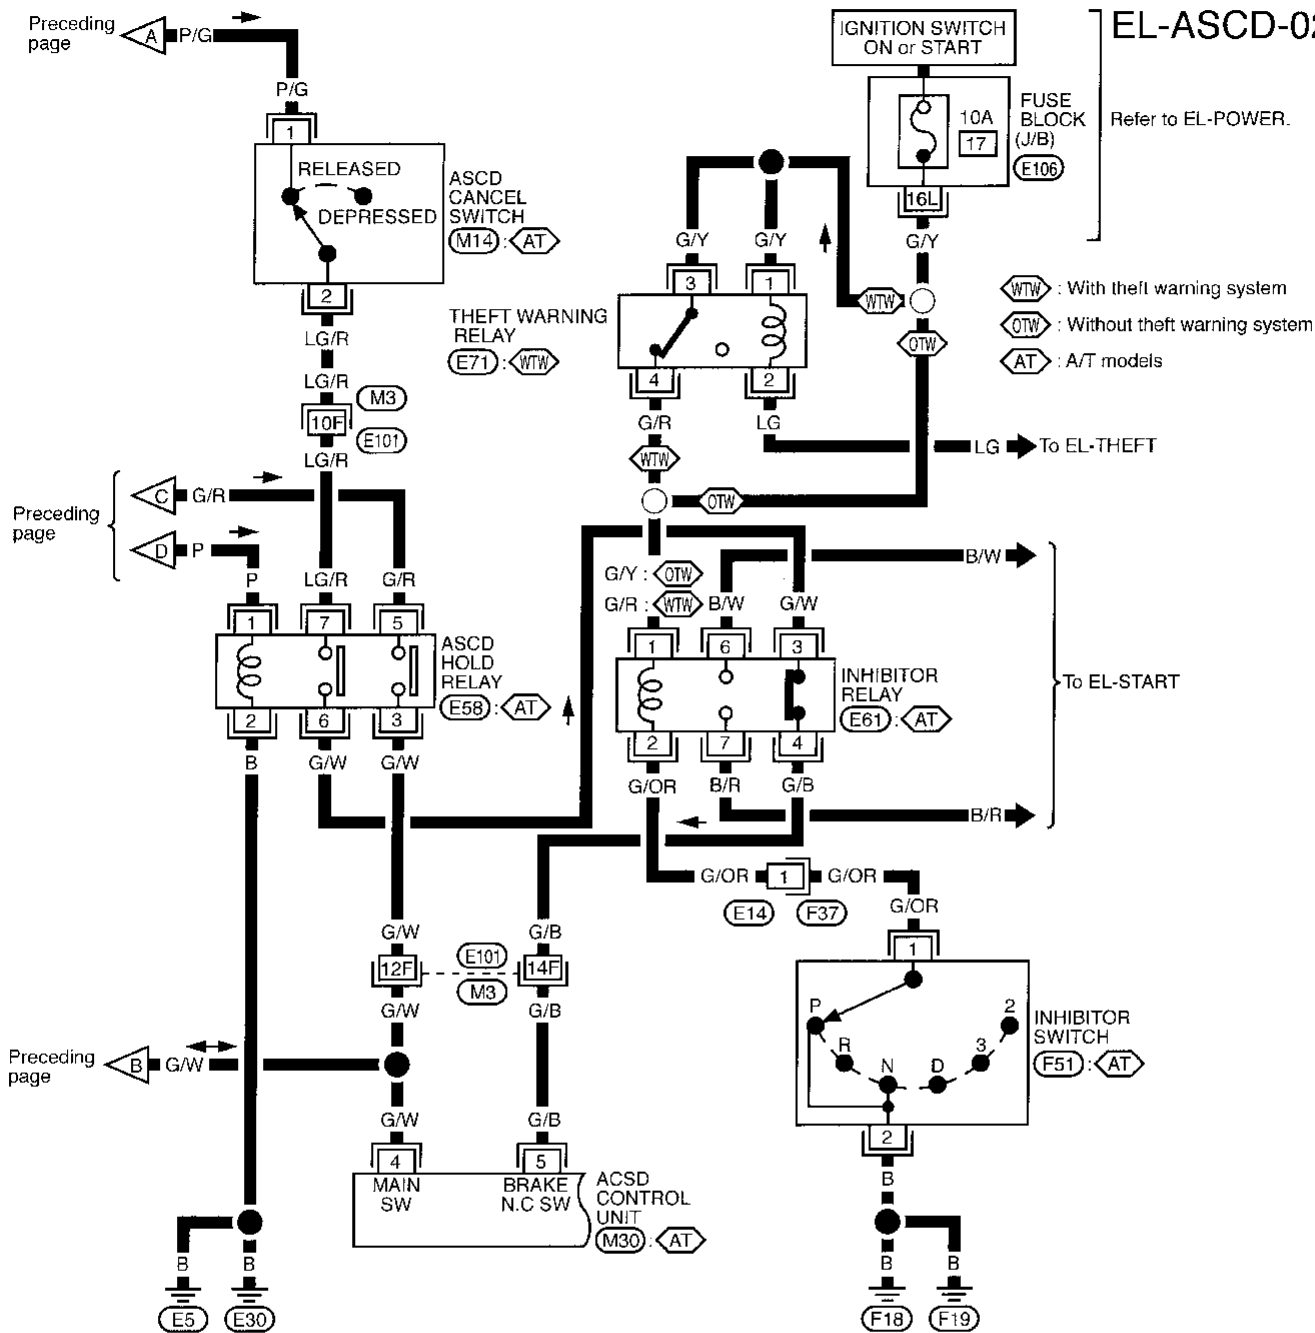 EL-ASCD-02
Preceding
page
A
P/G
P/G
1
RELEASED
DEPRESSED
2
ASCD
CANCEL
SWITCH
M14 : AT
LG/R
LG/R
10F
M3
E101
LG/R
IGNITION SWITCH
ON or START
10A
17
16L
FUSE
BLOCK
(J/B)
E106
Refer to EL-POWER.
G/Y
G/Y
G/Y
3
1
THEFT WARNING
RELAY
E71 : WTW
4
2
G/R
LG
WTW
OTW
WTW : With theft warning system
OTW : Without theft warning system
AT : A/T models
LG
To EL-THEFT
WTW
OTW
Preceding
page
C
G/R
D
P
P
LG/R
G/R
1
7
5
ASCD
HOLD
RELAY
E58 : AT
2
6
3
B
G/W
G/W
G/Y : OTW
G/R : WTW
B/W
G/W
B/W
1
6
3
INHIBITOR
RELAY
E61 : AT
To EL-START
2
7
4
G/OR
B/R
G/B
B/R
G/OR
1
G/OR
E14
F37
G/OR
G/W
G/B
12F
E101
M3
14F
G/W
G/B
Preceding
page
B
G/W
G/W
G/B
4
5
MAIN
SW
BRAKE
N.C SW
ACSD
CONTROL
UNIT
M30 : AT
1
P
R
N
D
3
2
INHIBITOR
SWITCH
F51 : AT
2
B
B
B
B
B
E5
E30
F18
F19